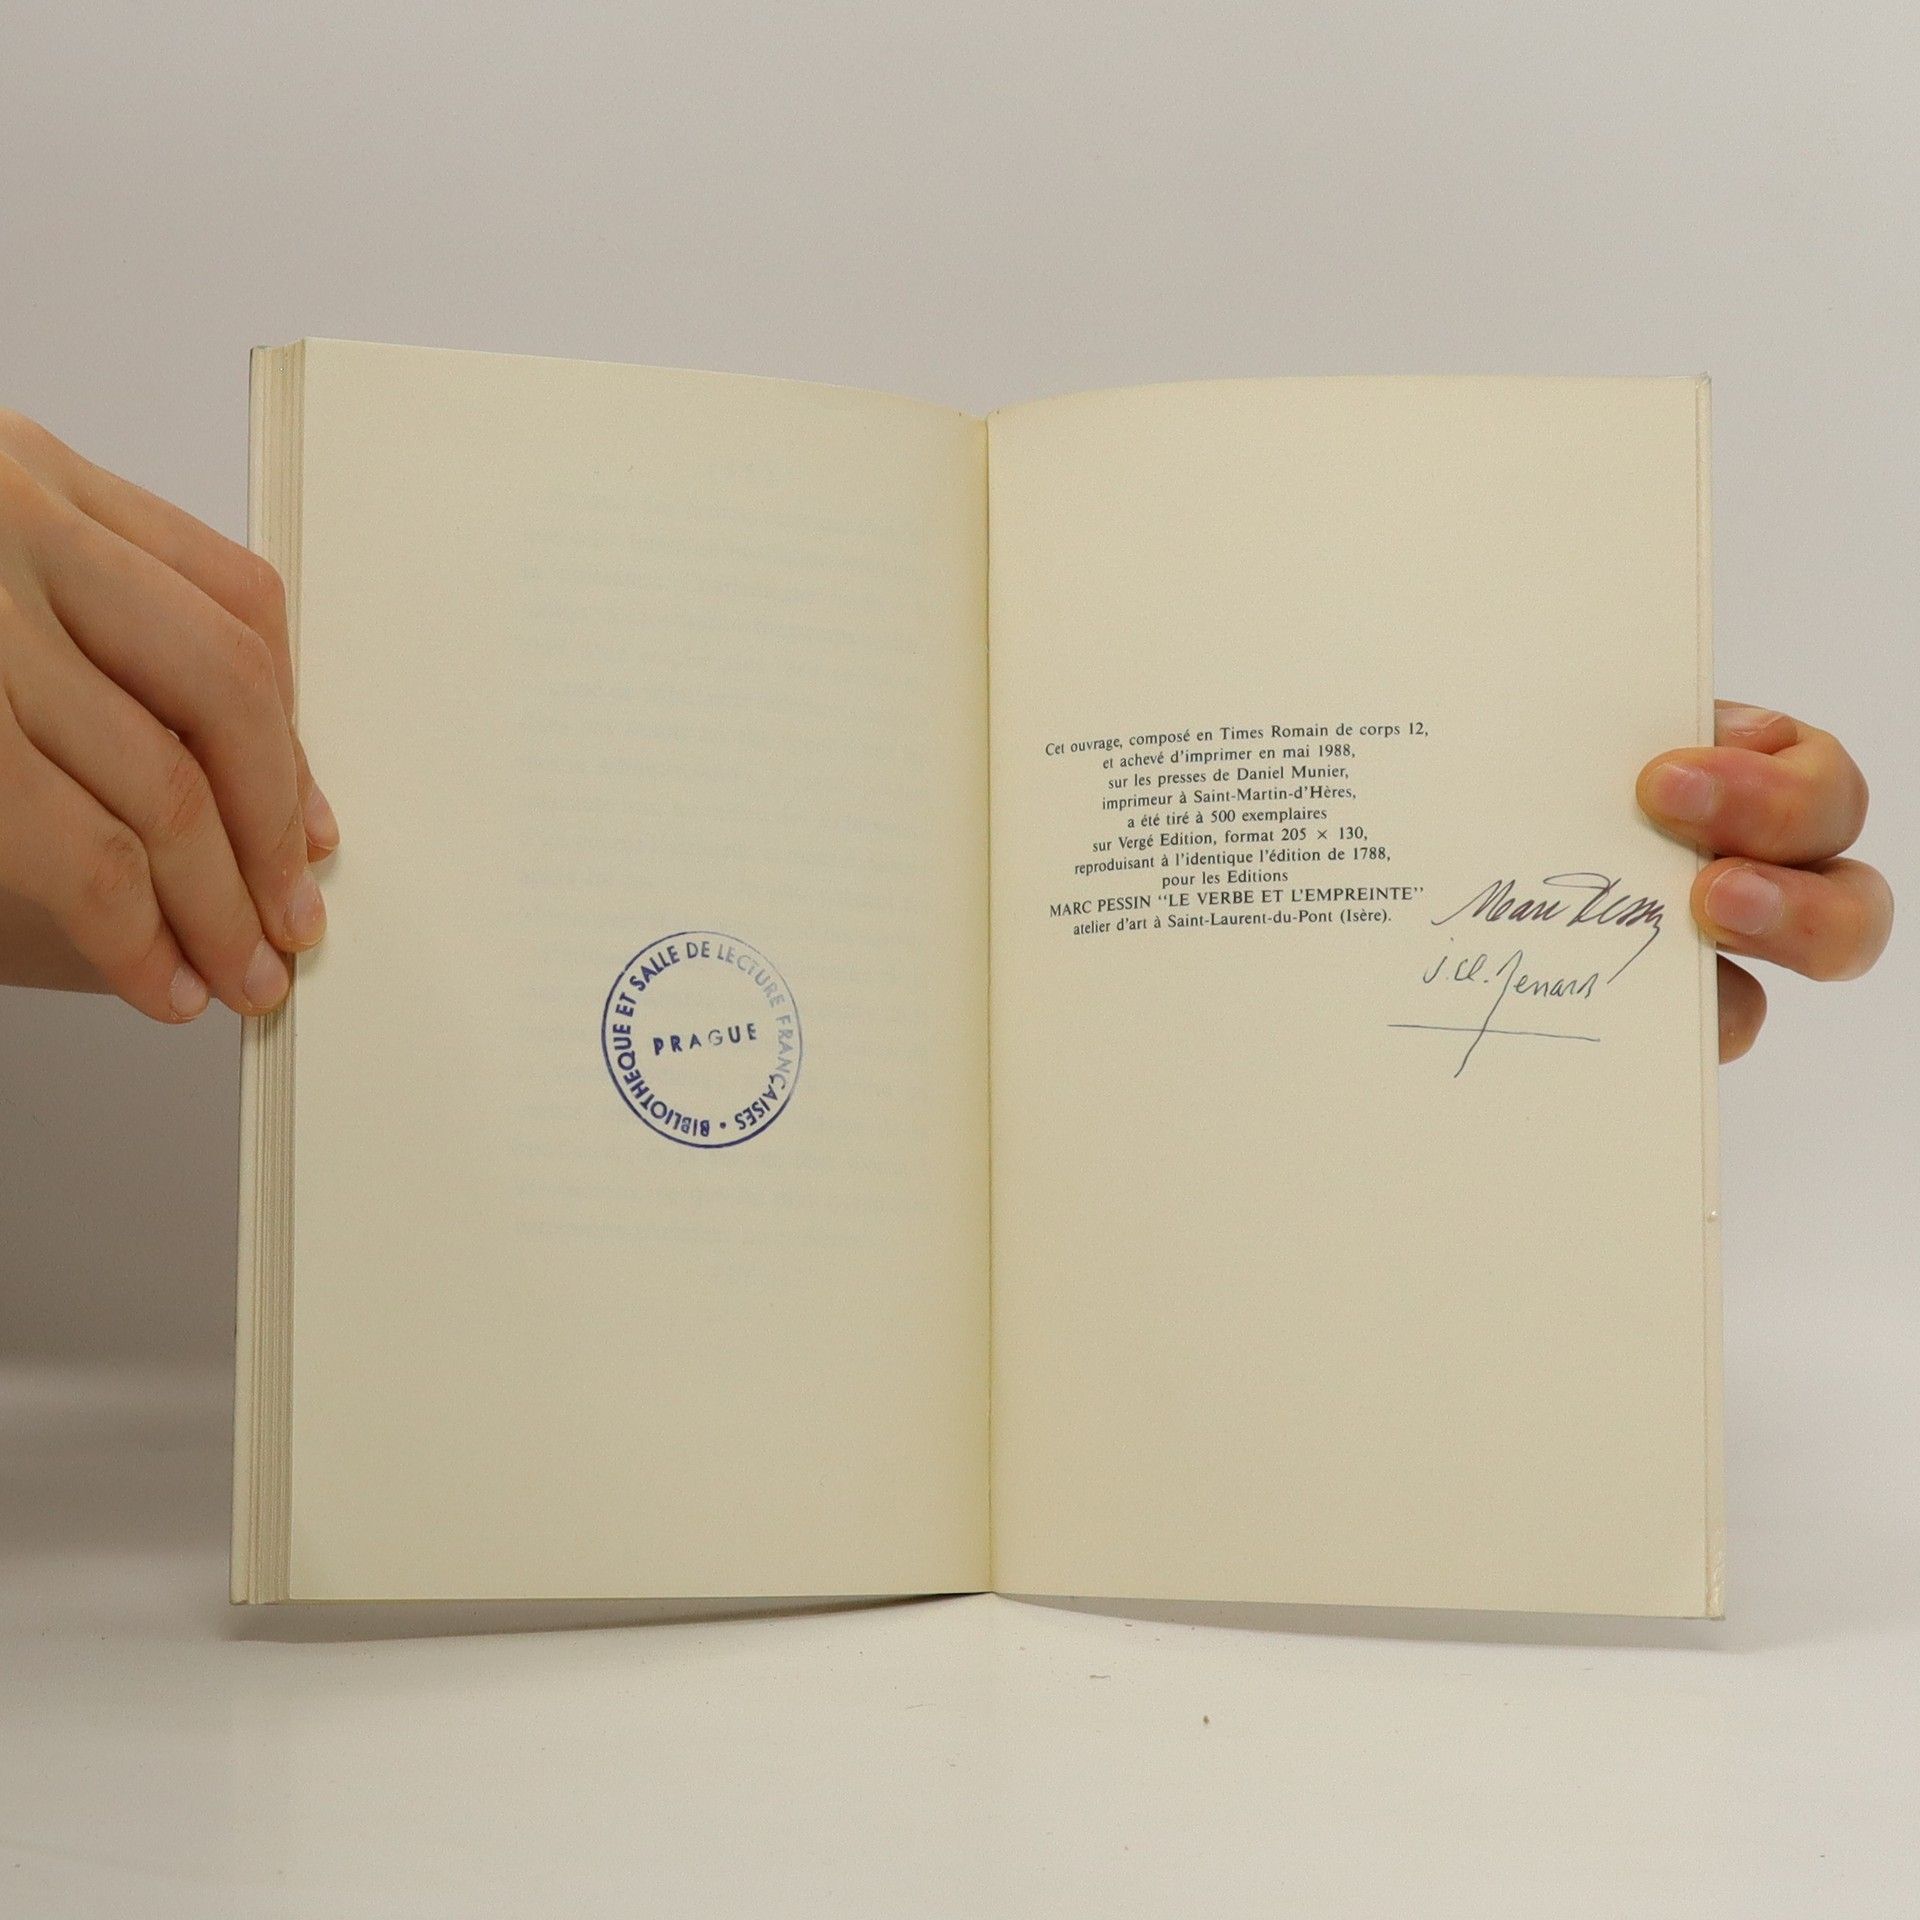 BIBLIOTHEQUE ET SALLE DE LECTURE FRANÇAISES •
PRAGUE
Cet ouvrage, composé en Times Romain de corps 12,
et achevé d'imprimer en mai 1988,
sur les presses de Daniel Munier,
imprimeur à Saint-Martin-d'Hères,
a été tiré à 500 exemplaires
sur Vergé Edition, format 205 × 130,
reproduisant à l'identique l'édition de 1788,
pour les Editions
MARC PESSIN "LE VERBE ET L'EMPREINTE"
atelier d'art à Saint-Laurent-du-Pont (Isère).
Marc Pessin